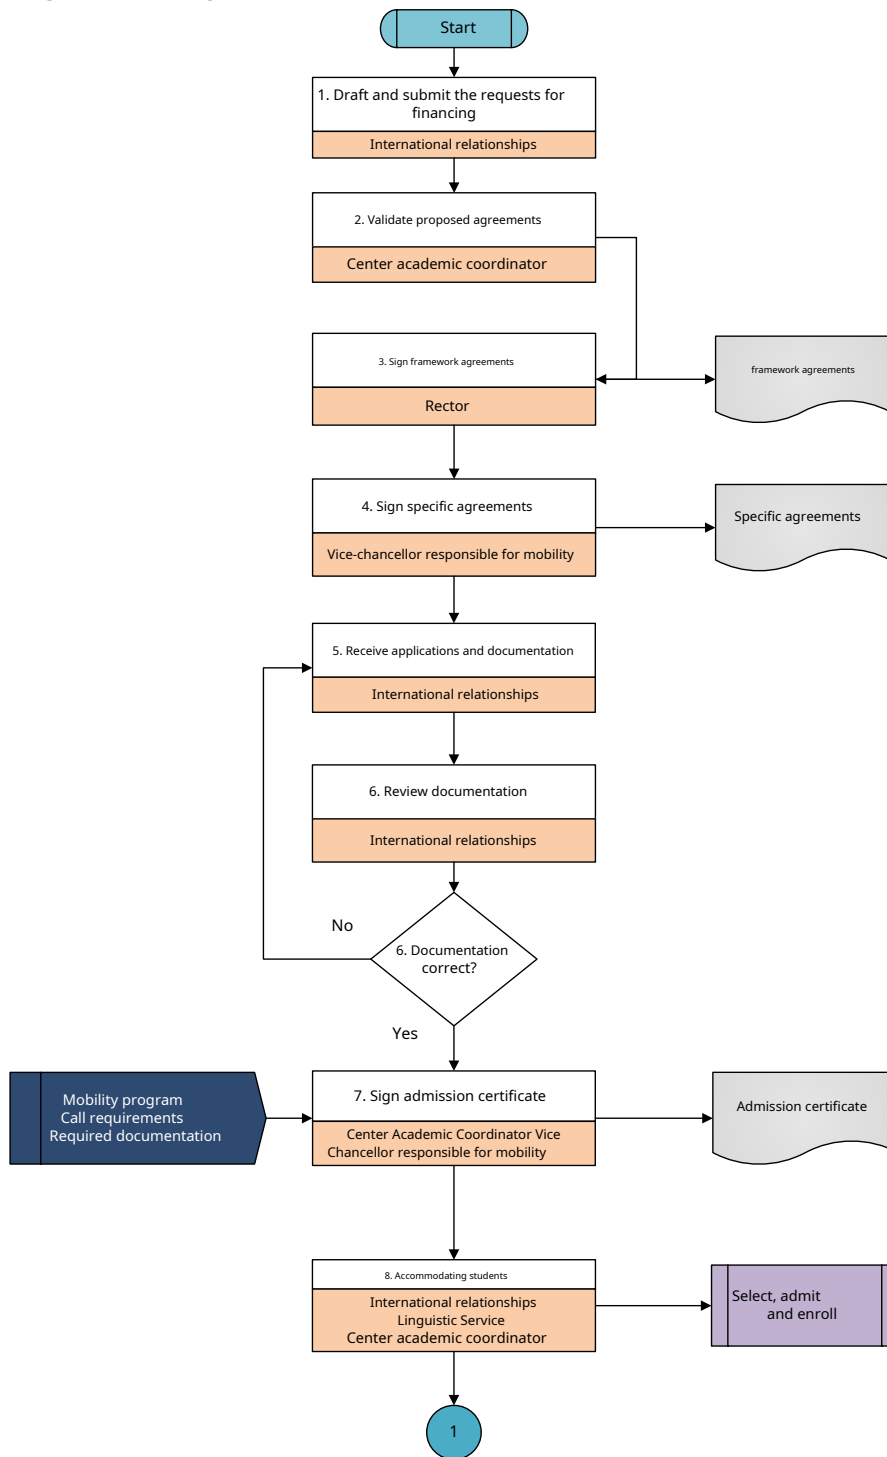 Start
1. Draft and submit the requests for
financing
International relationships
2. Validate proposed agreements
Center academic coordinator
3. Sign framework agreements
framework agreements
Rector
4. Sign specific agreements
Specific agreements
Vice-chancellor responsible for mobility
5. Receive applications and documentation
International relationships
6. Review documentation
International relationships
No
6. Documentation
correct?
Yes
Mobility program
Call requirements
Required documentation
7. Sign admission certificate
Center Academic Coordinator Vice
Chancellor responsible for mobility
Admission certificate
8. Accommodating students
International relationships
Linguistic Service
Center academic coordinator
Select, admit
and enroll
1